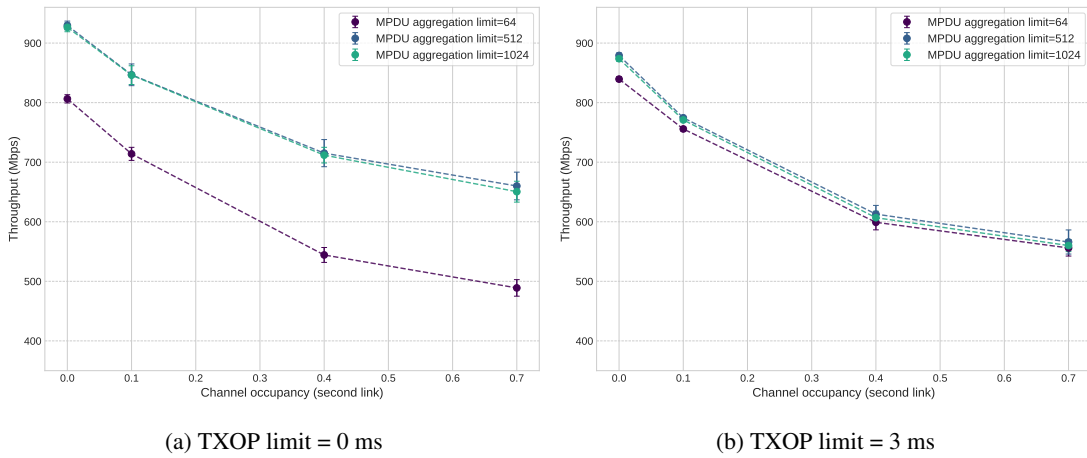 MPDU aggregation limit=64
MPDU aggregation limit=512
MPDU aggregation limit=1024
900
800
700
600
500
400
Throughput (Mbps)
0.0 0.1 0.2 0.3 0.4 0.5 0.6 0.7
Channel occupancy (second link)
(a) TXOP limit = 0 ms
MPDU aggregation limit=64
MPDU aggregation limit=512
MPDU aggregation limit=1024
900
800
700
600
500
400
Throughput (Mbps)
0.0 0.1 0.2 0.3 0.4 0.5 0.6 0.7
Channel occupancy (second link)
(b) TXOP limit = 3 ms